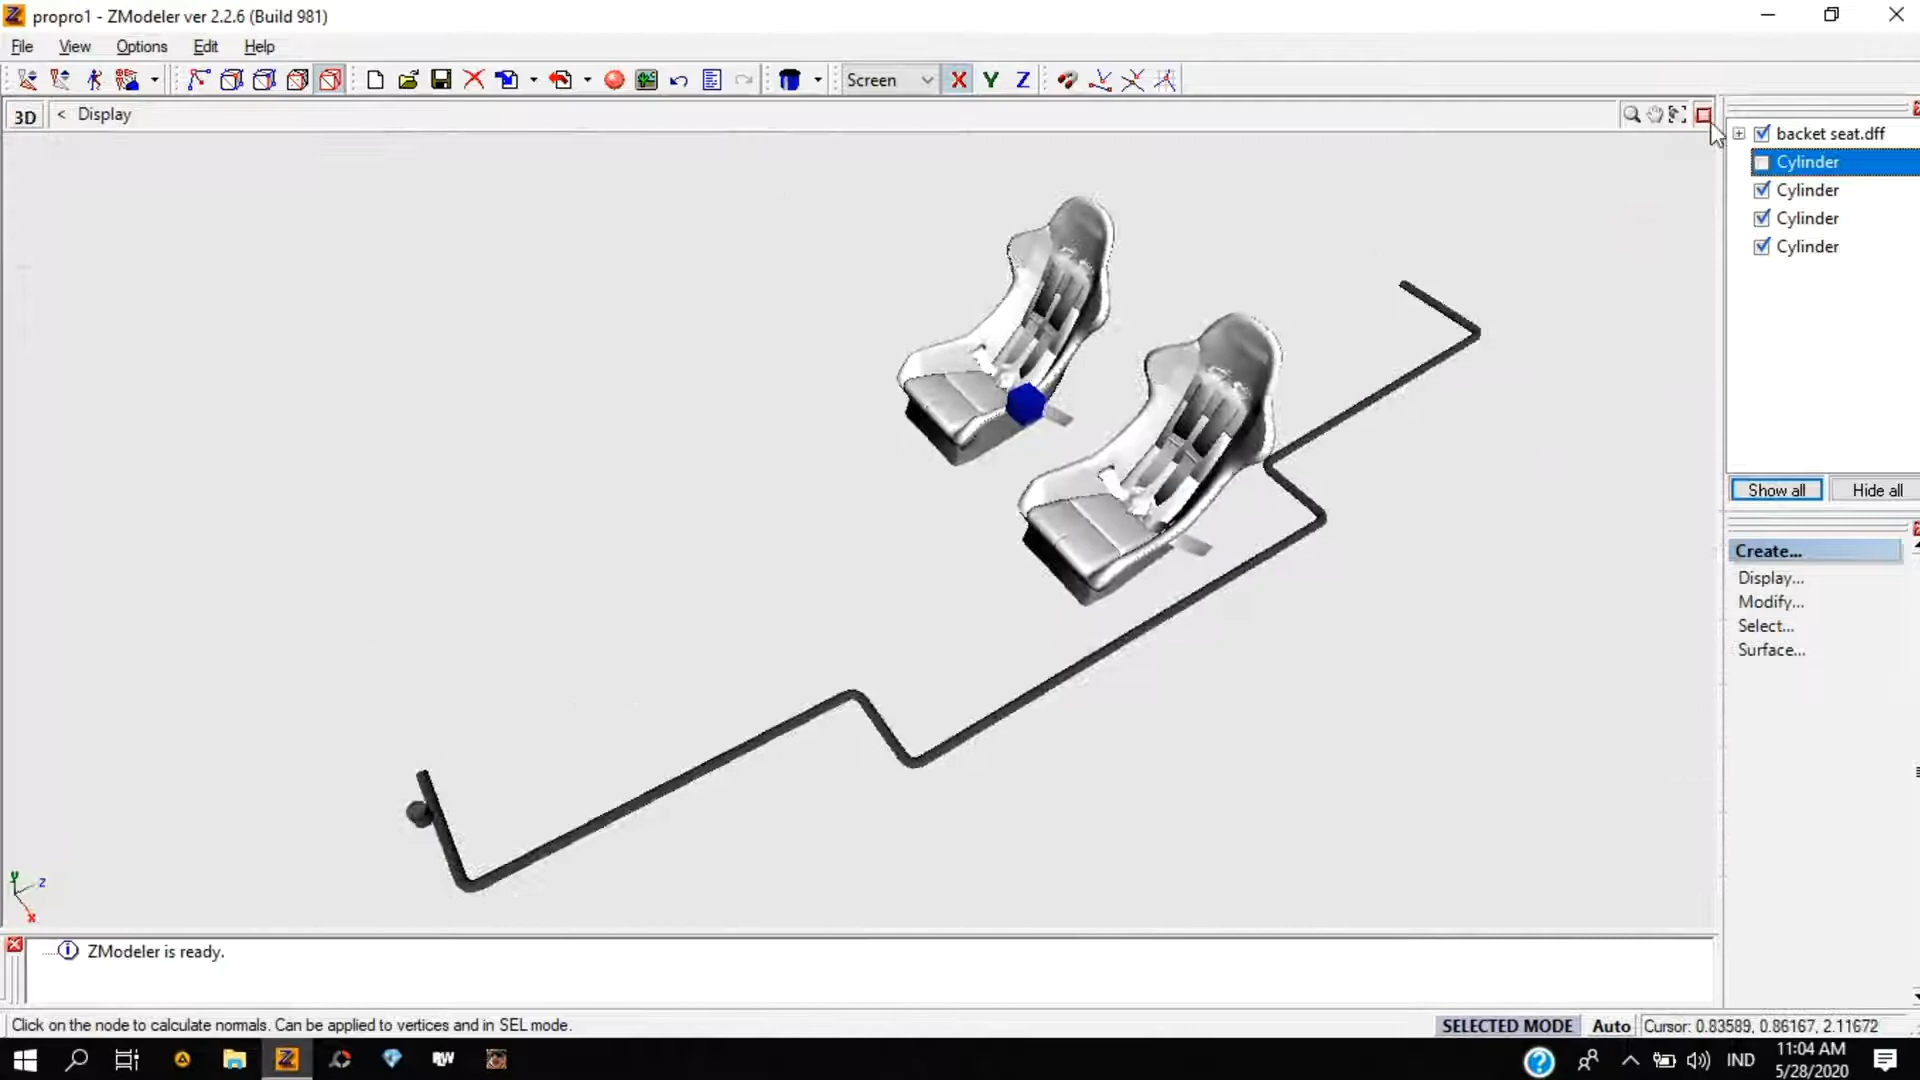 propro1 - ZModeler ver 2.2.6 (Build 981)
File View Options Edit Help
Screen X Y Z
3D < Display
backet seat.dff
Cylinder
Cylinder
Cylinder
Cylinder
Show all Hide all
Create...
Display...
Modify...
Select...
Surface...
y z
x
ZModeler is ready.
Click on the node to calculate normals. Can be applied to vertices and in SEL mode. SELECTED MODE Auto Cursor: 0.83589, 0.86167, 2.11672
RW IND 11:04 AM
5/28/2020